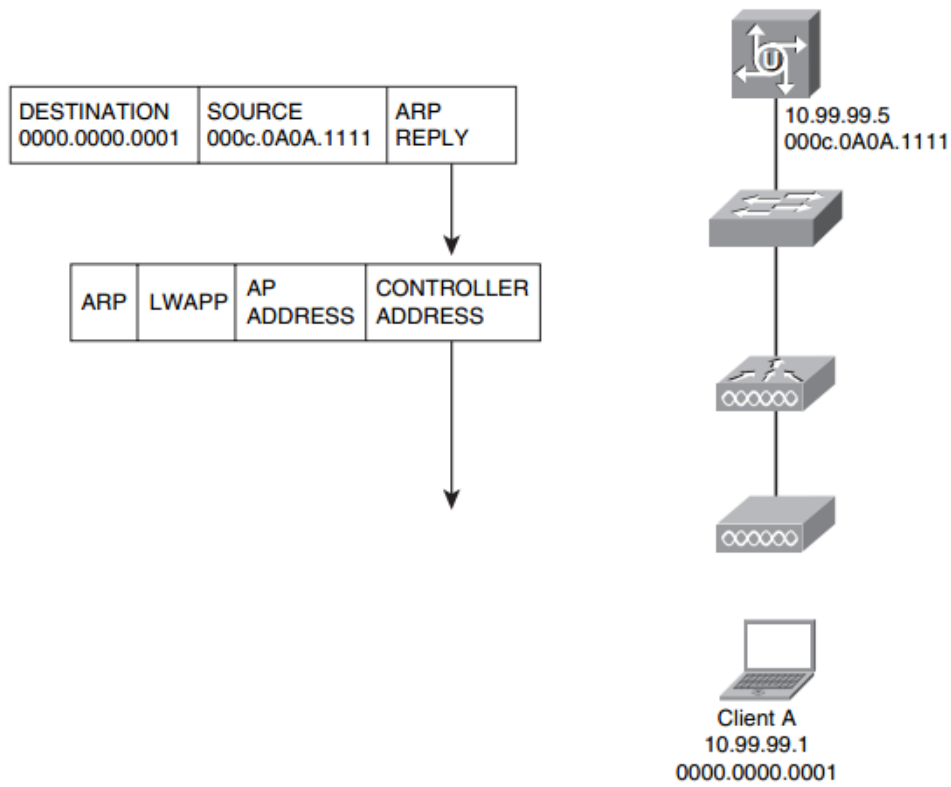 DESTINATION
0000.0000.0001
SOURCE
000c.0A0A.1111
ARP
REPLY
U
10.99.99.5
000c.0A0A.1111
ARP
LWAPP
AP
ADDRESS
CONTROLLER
ADDRESS
Client A
10.99.99.1
0000.0000.0001